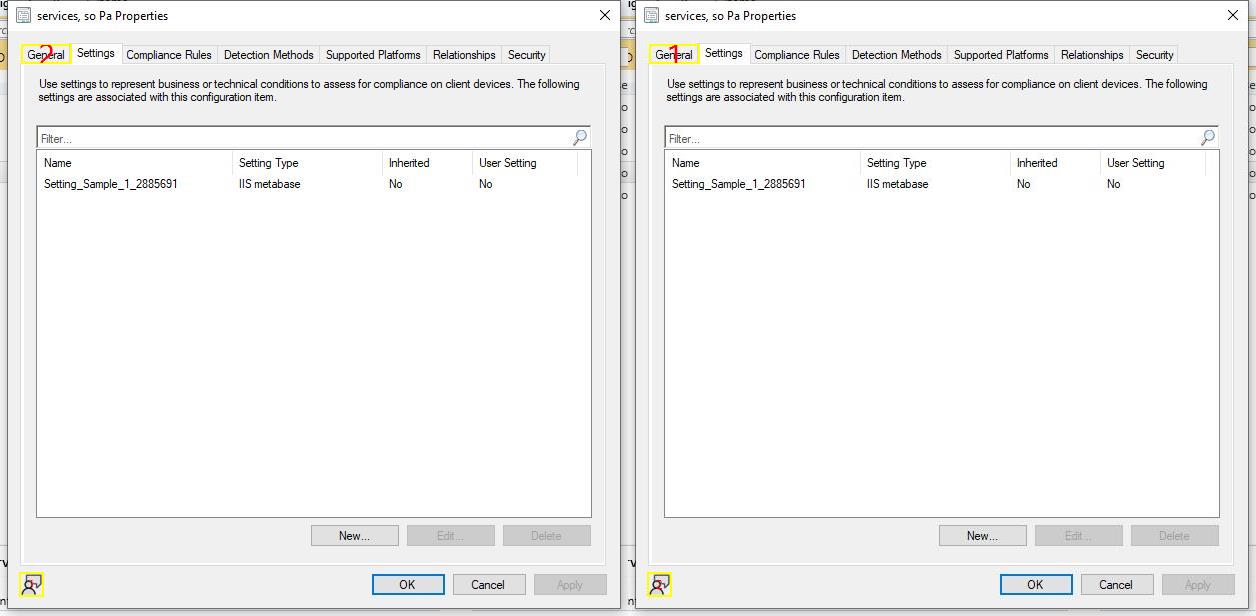 services, so Pa Properties
General Settings Compliance Rules Detection Methods Supported Platforms Relationships Security
2
Use settings to represent business or technical conditions to assess for compliance on client devices. The following
settings are associated with this configuration item.
Filter...
Name Setting Type Inherited User Setting
Setting_Sample_1_2885691 IIS metabase No No
New... Edit... Delete
OK Cancel Apply
services, so Pa Properties
General Settings Compliance Rules Detection Methods Supported Platforms Relationships Security
1
Use settings to represent business or technical conditions to assess for compliance on client devices. The following
settings are associated with this configuration item.
Filter...
Name Setting Type Inherited User Setting
Setting_Sample_1_2885691 IIS metabase No No
New... Edit... Delete
OK Cancel Apply